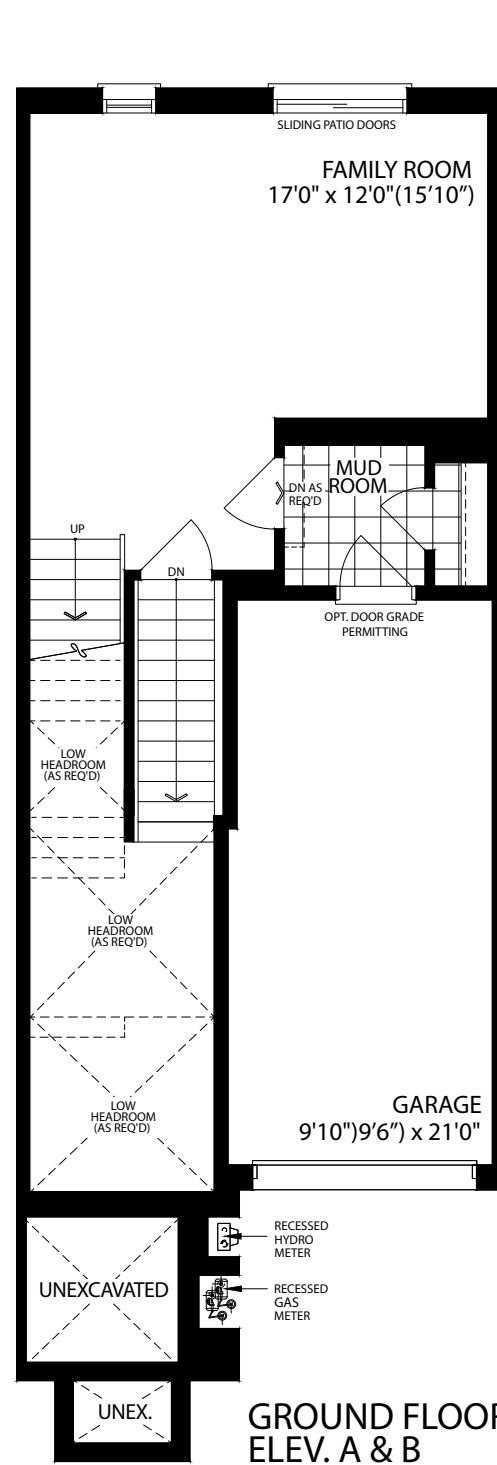 SLIDING PATIO DOORS
FAMILY ROOM
17'0" x 12'0"(15'10")
MUD
ROOM
DN AS
REQ'D
UP
DN
OPT. DOOR GRADE
PERMITTING
LOW
HEADROOM
(AS REQ'D)
LOW
HEADROOM
(AS REQ'D)
LOW
HEADROOM
(AS REQ'D)
GARAGE
9'10")9'6") x 21'0"
RECESSED
HYDRO
METER
UNEXCAVATED
RECESSED
GAS
METER
UNEX.
GROUND FLOOR
ELEV. A & B